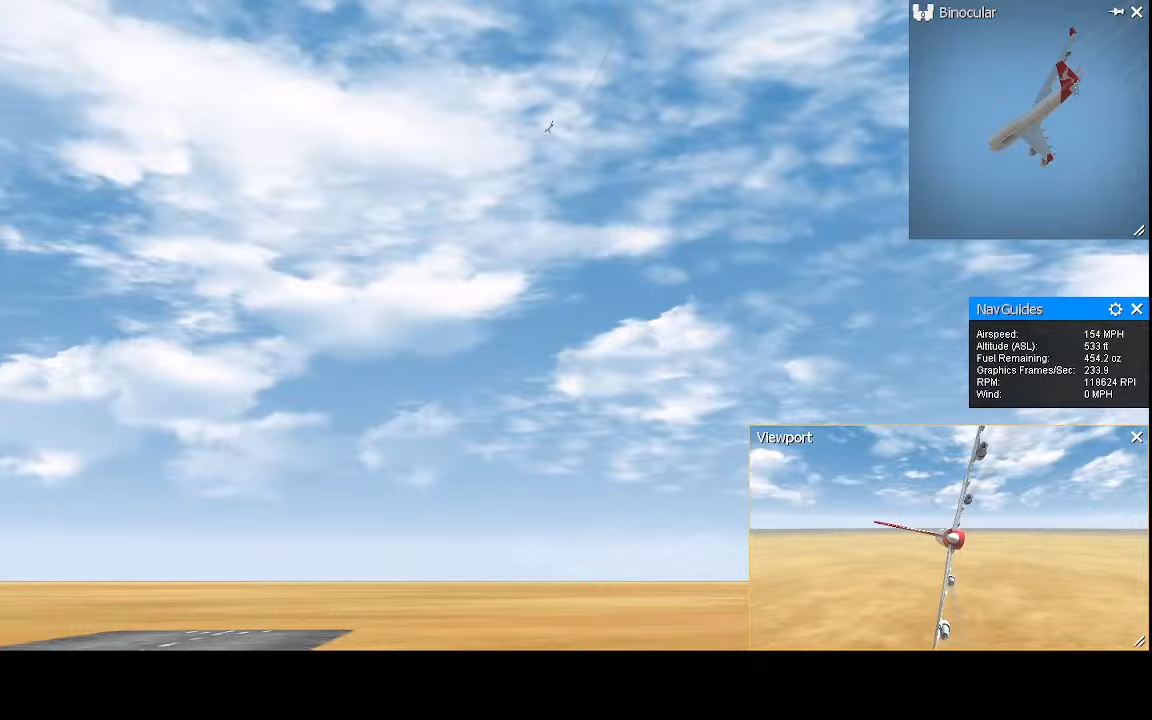 Binocular
NavGuides
Airspeed: 154 MPH
Altitude (ASL): 533 ft
Fuel Remaining: 454.2 oz
Graphics Frames/Sec: 233.9
RPM: 118624 RPI
Wind: 0 MPH
Viewport